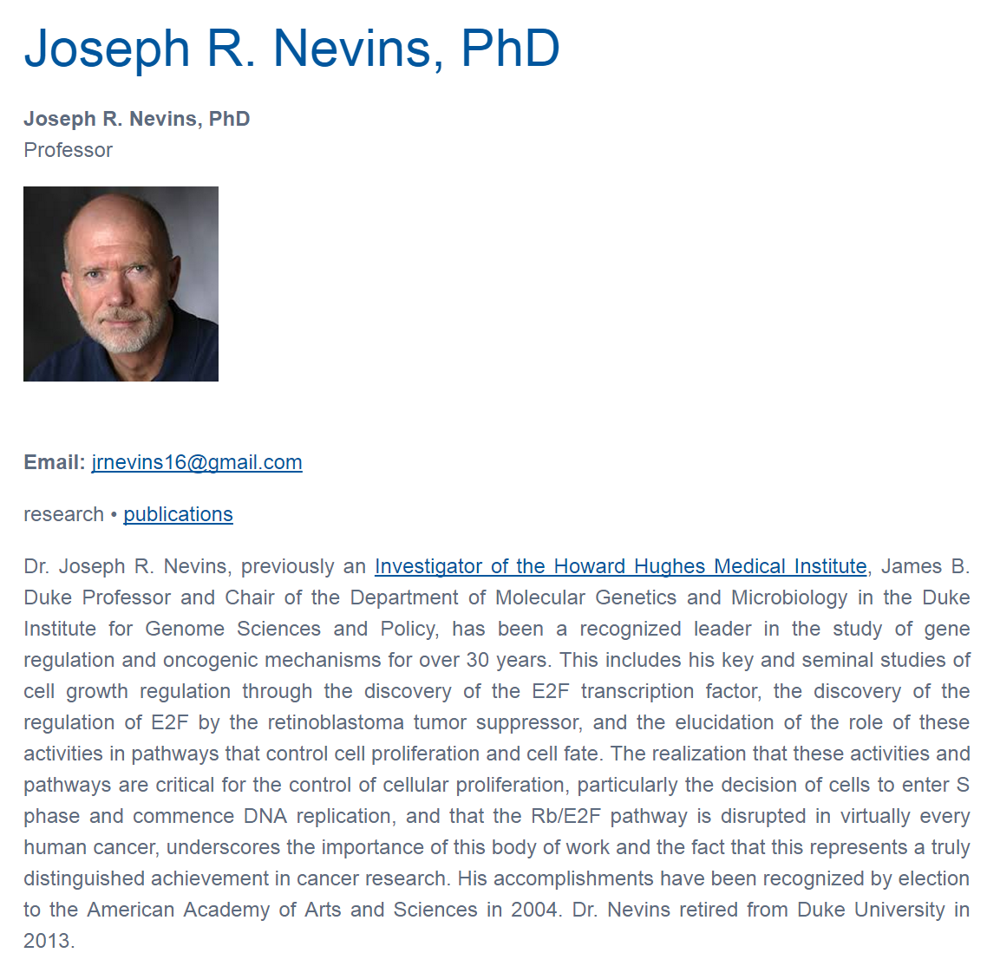 Joseph R. Nevins, PhD
Joseph R. Nevins, PhD
Professor
Email: jrnevins16@gmail.com
research • publications
Dr. Joseph R. Nevins, previously an Investigator of the Howard Hughes Medical Institute, James B.
Duke Professor and Chair of the Department of Molecular Genetics and Microbiology in the Duke
Institute for Genome Sciences and Policy, has been a recognized leader in the study of gene
regulation and oncogenic mechanisms for over 30 years. This includes his key and seminal studies of
cell growth regulation through the discovery of the E2F transcription factor, the discovery of the
regulation of E2F by the retinoblastoma tumor suppressor, and the elucidation of the role of these
activities in pathways that control cell proliferation and cell fate. The realization that these activities and
pathways are critical for the control of cellular proliferation, particularly the decision of cells to enter S
phase and commence DNA replication, and that the Rb/E2F pathway is disrupted in virtually every
human cancer, underscores the importance of this body of work and the fact that this represents a truly
distinguished achievement in cancer research. His accomplishments have been recognized by election
to the American Academy of Arts and Sciences in 2004. Dr. Nevins retired from Duke University in
2013.